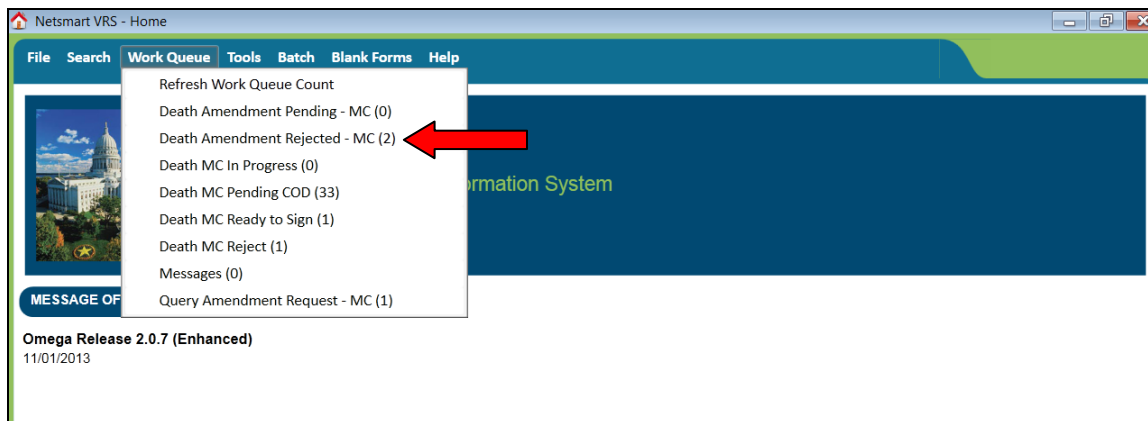 Netsmart VRS - Home
File Search Work Queue Tools Batch Blank Forms Help
Refresh Work Queue Count
Death Amendment Pending - MC (0)
Death Amendment Rejected - MC (2)
Death MC In Progress (0)
Death MC Pending COD (33)
rmation System
Death MC Ready to Sign (1)
Death MC Reject (1)
Messages (0)
MESSAGE OF
Query Amendment Request - MC (1)
Omega Release 2.0.7 (Enhanced)
11/01/2013